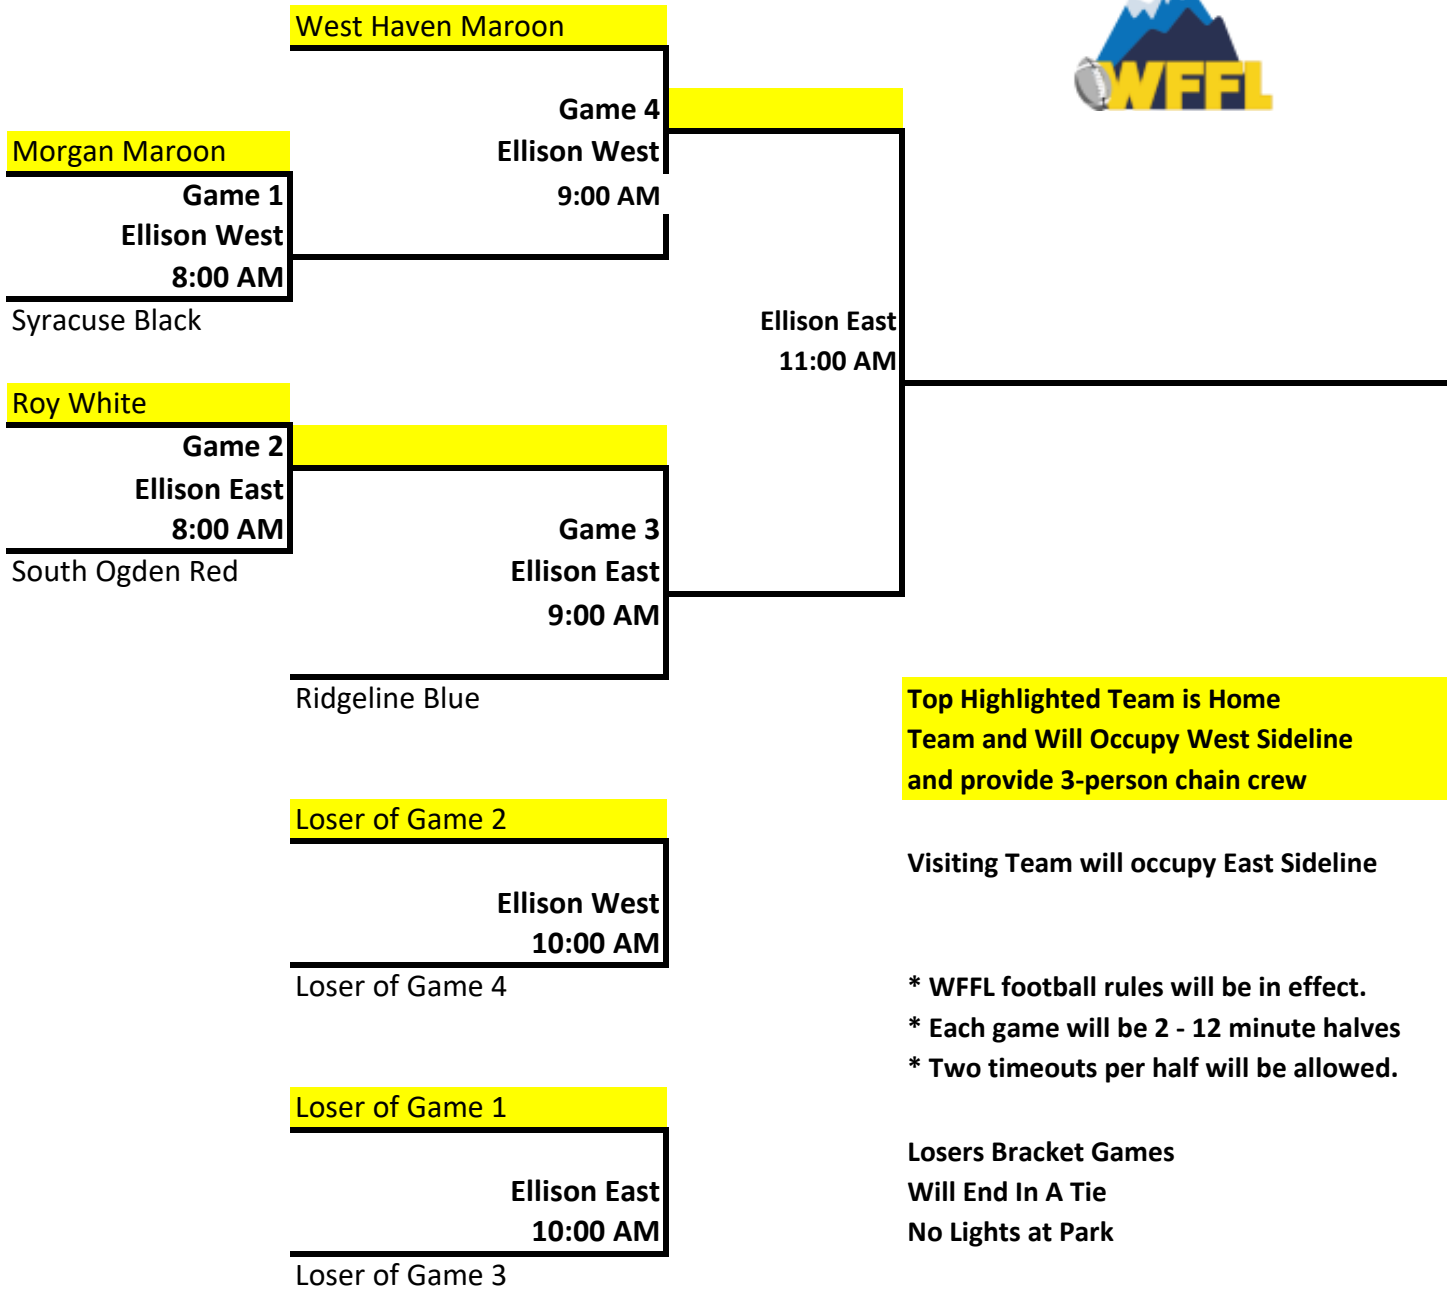 West Haven Maroon
WFFL
Game 4
Ellison West
9:00 AM
Morgan Maroon
Game 1
Ellison West
8:00 AM
Syracuse Black
Ellison East
11:00 AM
Roy White
Game 2
Ellison East
8:00 AM
South Ogden Red
Game 3
Ellison East
9:00 AM
Ridgeline Blue
Top Highlighted Team is Home
Team and Will Occupy West Sideline
and provide 3-person chain crew
Loser of Game 2
Ellison West
10:00 AM
Loser of Game 4
Visiting Team will occupy East Sideline
* WFFL football rules will be in effect.
* Each game will be 2 - 12 minute halves
* Two timeouts per half will be allowed.
Loser of Game 1
Ellison East
10:00 AM
Loser of Game 3
Losers Bracket Games
Will End In A Tie
No Lights at Park